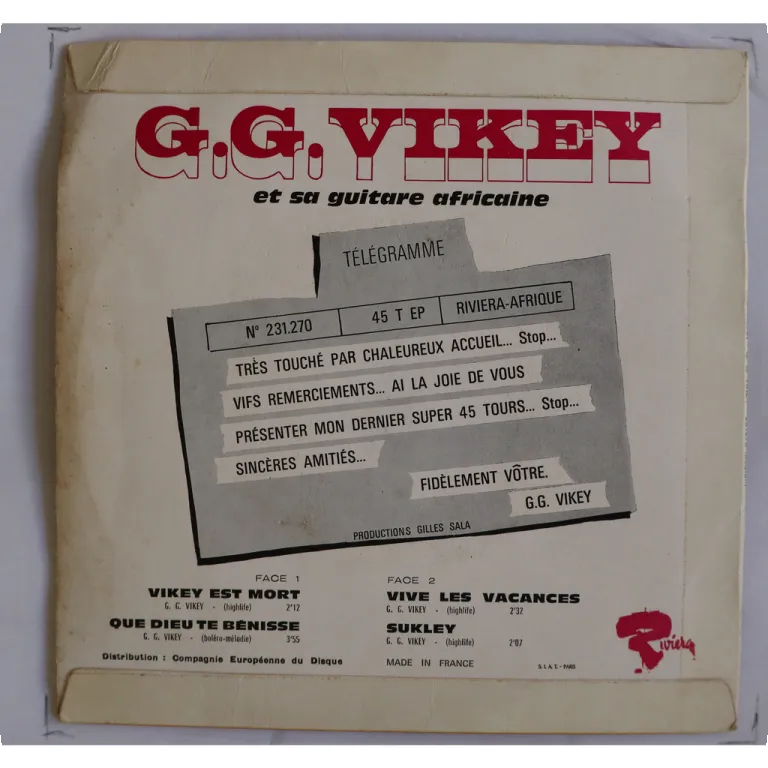 G.G. VIKEY
et sa guitare africaine
TÉLÉGRAMME
N° 231.270 45 T EP RIVIERA-AFRIQUE
TRÈS TOUCHÉ PAR CHALEUREUX ACCUEIL... Stop...
VIFS REMERCIEMENTS... AI LA JOIE DE VOUS
PRÉSENTER MON DERNIER SUPER 45 TOURS... Stop...
SINCÈRES AMITIÉS...
FIDÈLEMENT VÔTRE.
G.G. VIKEY
PRODUCTIONS GILLES SALA
FACE 1
VIKEY EST MORT
G. G. VIKEY - (highlife) 2'12
QUE DIEU TE BÉNISSE
G. G. VIKEY - (boléro-mélodie) 3'55
Distribution : Compagnie Européenne du Disque
FACE 2
VIVE LES VACANCES
G. G. VIKEY - (highlife) 2'32
SUKLEY
G. G. VIKEY - (highlife) 2'07
MADE IN FRANCE
S.I.A.T. - PARIS
Riviera